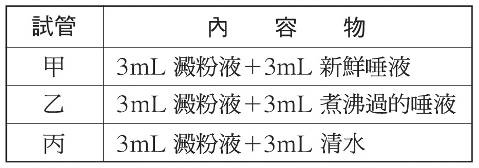 試管 內容物
甲 3mL 澱粉液+3mL 新鮮唾液
乙 3mL 澱粉液+3mL 煮沸過的唾液
丙 3mL 澱粉液+3mL 清水